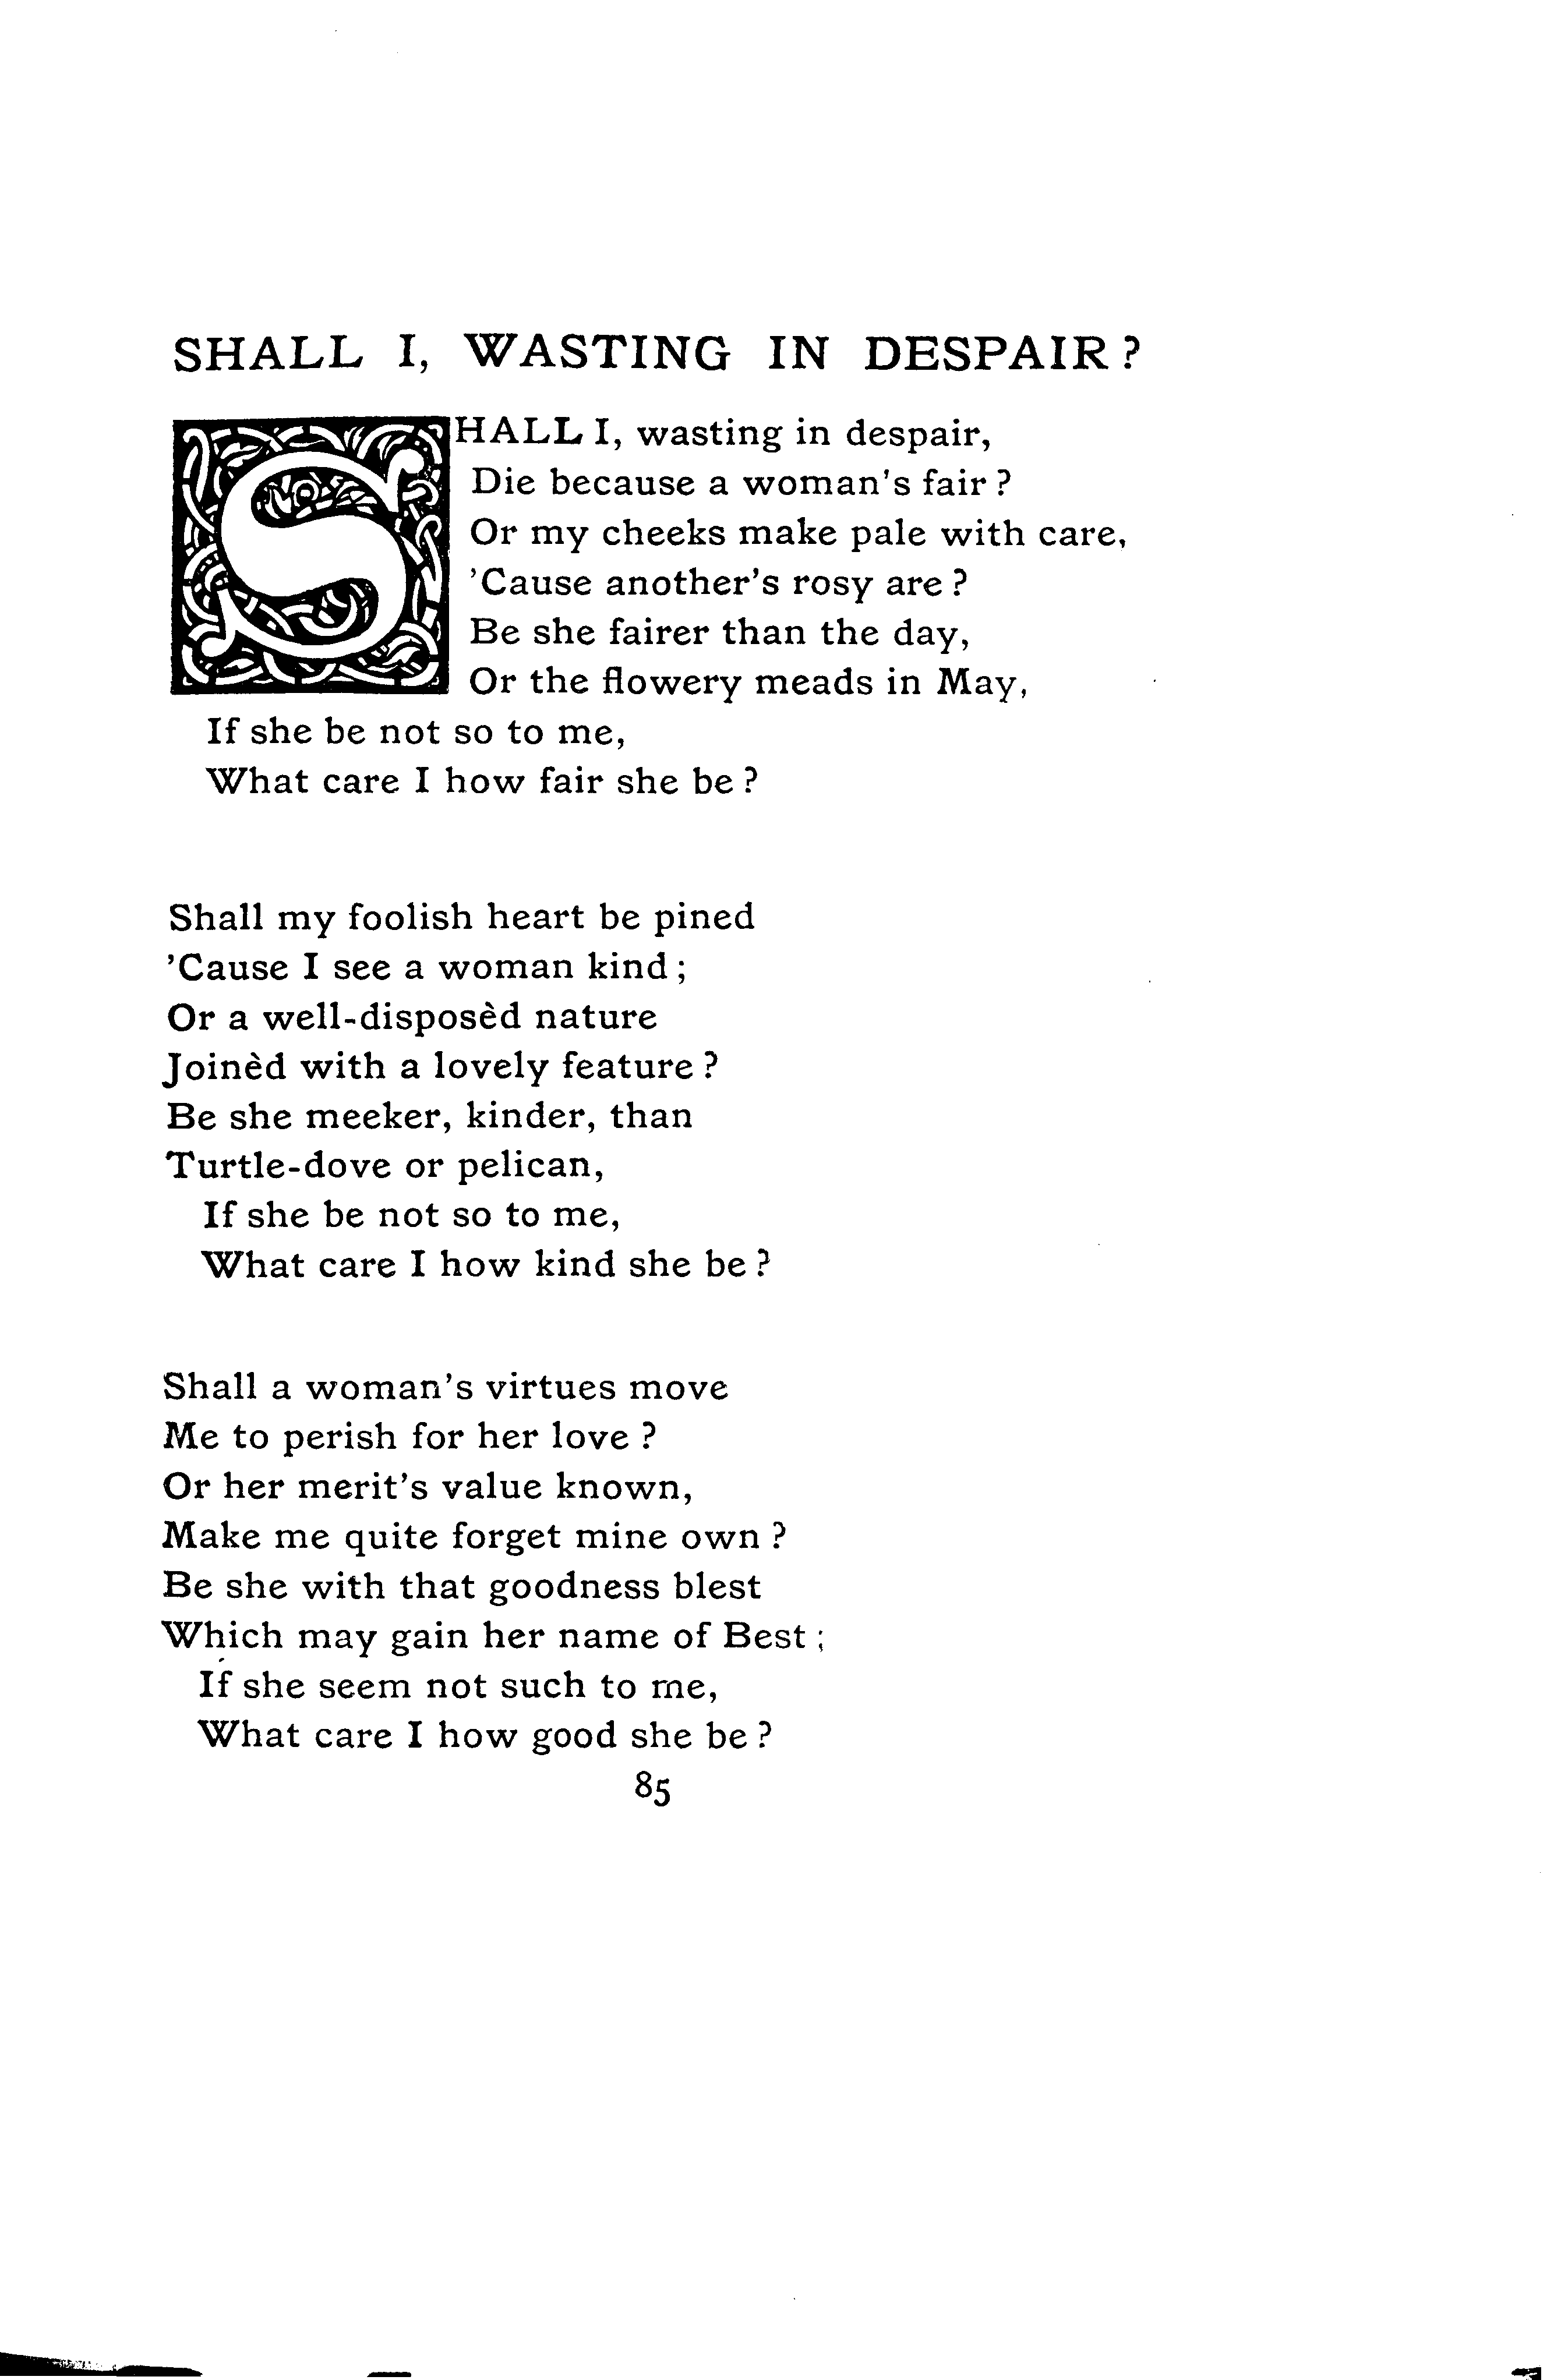 SHALL I, WASTING IN DESPAIR?
SHALL I, wasting in despair,
Die because a woman's fair?
Or my cheeks make pale with care,
'Cause another's rosy are?
Be she fairer than the day,
Or the flowery meads in May,
If she be not so to me,
What care I how fair she be?
Shall my foolish heart be pined
'Cause I see a woman kind;
Or a well-disposèd nature
Joinèd with a lovely feature?
Be she meeker, kinder, than
Turtle-dove or pelican,
If she be not so to me,
What care I how kind she be?
Shall a woman's virtues move
Me to perish for her love?
Or her merit's value known,
Make me quite forget mine own?
Be she with that goodness blest
Which may gain her name of Best;
If she seem not such to me,
What care I how good she be?
85